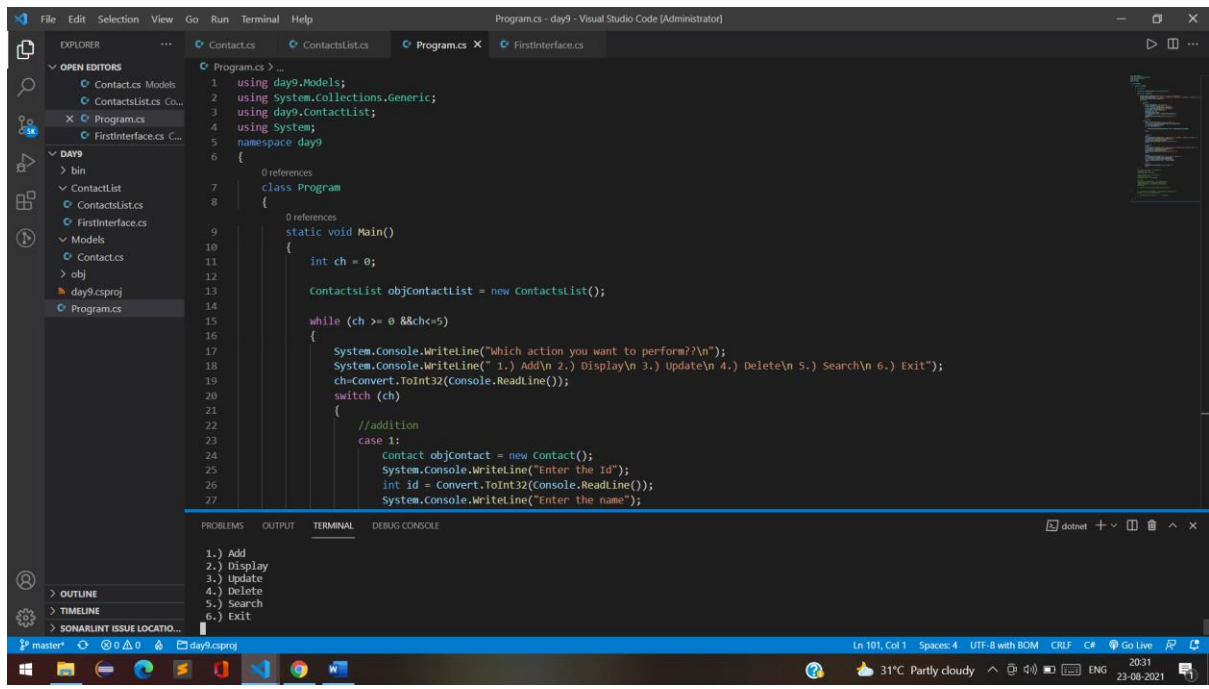 File Edit Selection View Go Run Terminal Help
Program.cs - day9 - Visual Studio Code [Administrator]
EXPLORER
Contact.cs
ContactsList.cs
Program.cs
FirstInterface.cs
OPEN EDITORS
Contact.cs Models
ContactsList.cs Co...
Program.cs
FirstInterface.cs C...
DAY9
bin
ContactList
ContactsList.cs
FirstInterface.cs
Models
Contact.cs
obj
day9.csproj
Program.cs
5K
Program.cs > ...
1 using day9.Models;
2 using System.Collections.Generic;
3 using day9.ContactList;
4 using System;
5 namespace day9
6 {
0 references
7 class Program
8 {
0 references
9 static void Main()
10 {
11 int ch = 0;
12
13 ContactsList objContactList = new ContactsList();
14
15 while (ch >= 0 &&ch<=5)
16 {
17 System.Console.WriteLine("Which action you want to perform??\n");
18 System.Console.WriteLine(" 1.) Add\n 2.) Display\n 3.) Update\n 4.) Delete\n 5.) Search\n 6.) Exit");
19 ch=Convert.ToInt32(Console.ReadLine());
20 switch (ch)
21 {
22 //addition
23 case 1:
24 Contact objContact = new Contact();
25 System.Console.WriteLine("Enter the Id");
26 int id = Convert.ToInt32(Console.ReadLine());
27 System.Console.WriteLine("Enter the name");
PROBLEMS OUTPUT TERMINAL DEBUG CONSOLE
dotnet
1.) Add
2.) Display
3.) Update
4.) Delete
5.) Search
6.) Exit
OUTLINE
TIMELINE
SONARLINT ISSUE LOCATIO...
master* 0 0 0 day9.csproj
Ln 101, Col 1 Spaces: 4 UTF-8 with BOM CRLF C# Go Live
31°C Partly cloudy
ENG
20:31
23-08-2021